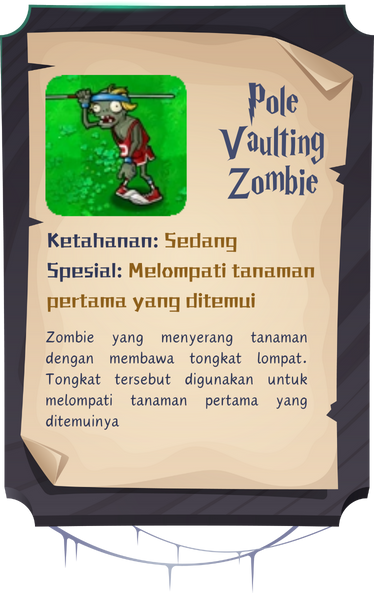 Pole
Vaulting
Zombie
Ketahanan: Sedang
Spesial: Melompati tanaman
pertama yang ditemui
Zombie yang menyerang tanaman
dengan membawa tongkat lompat.
Tongkat tersebut digunakan untuk
melompati tanaman pertama yang
ditemuinya